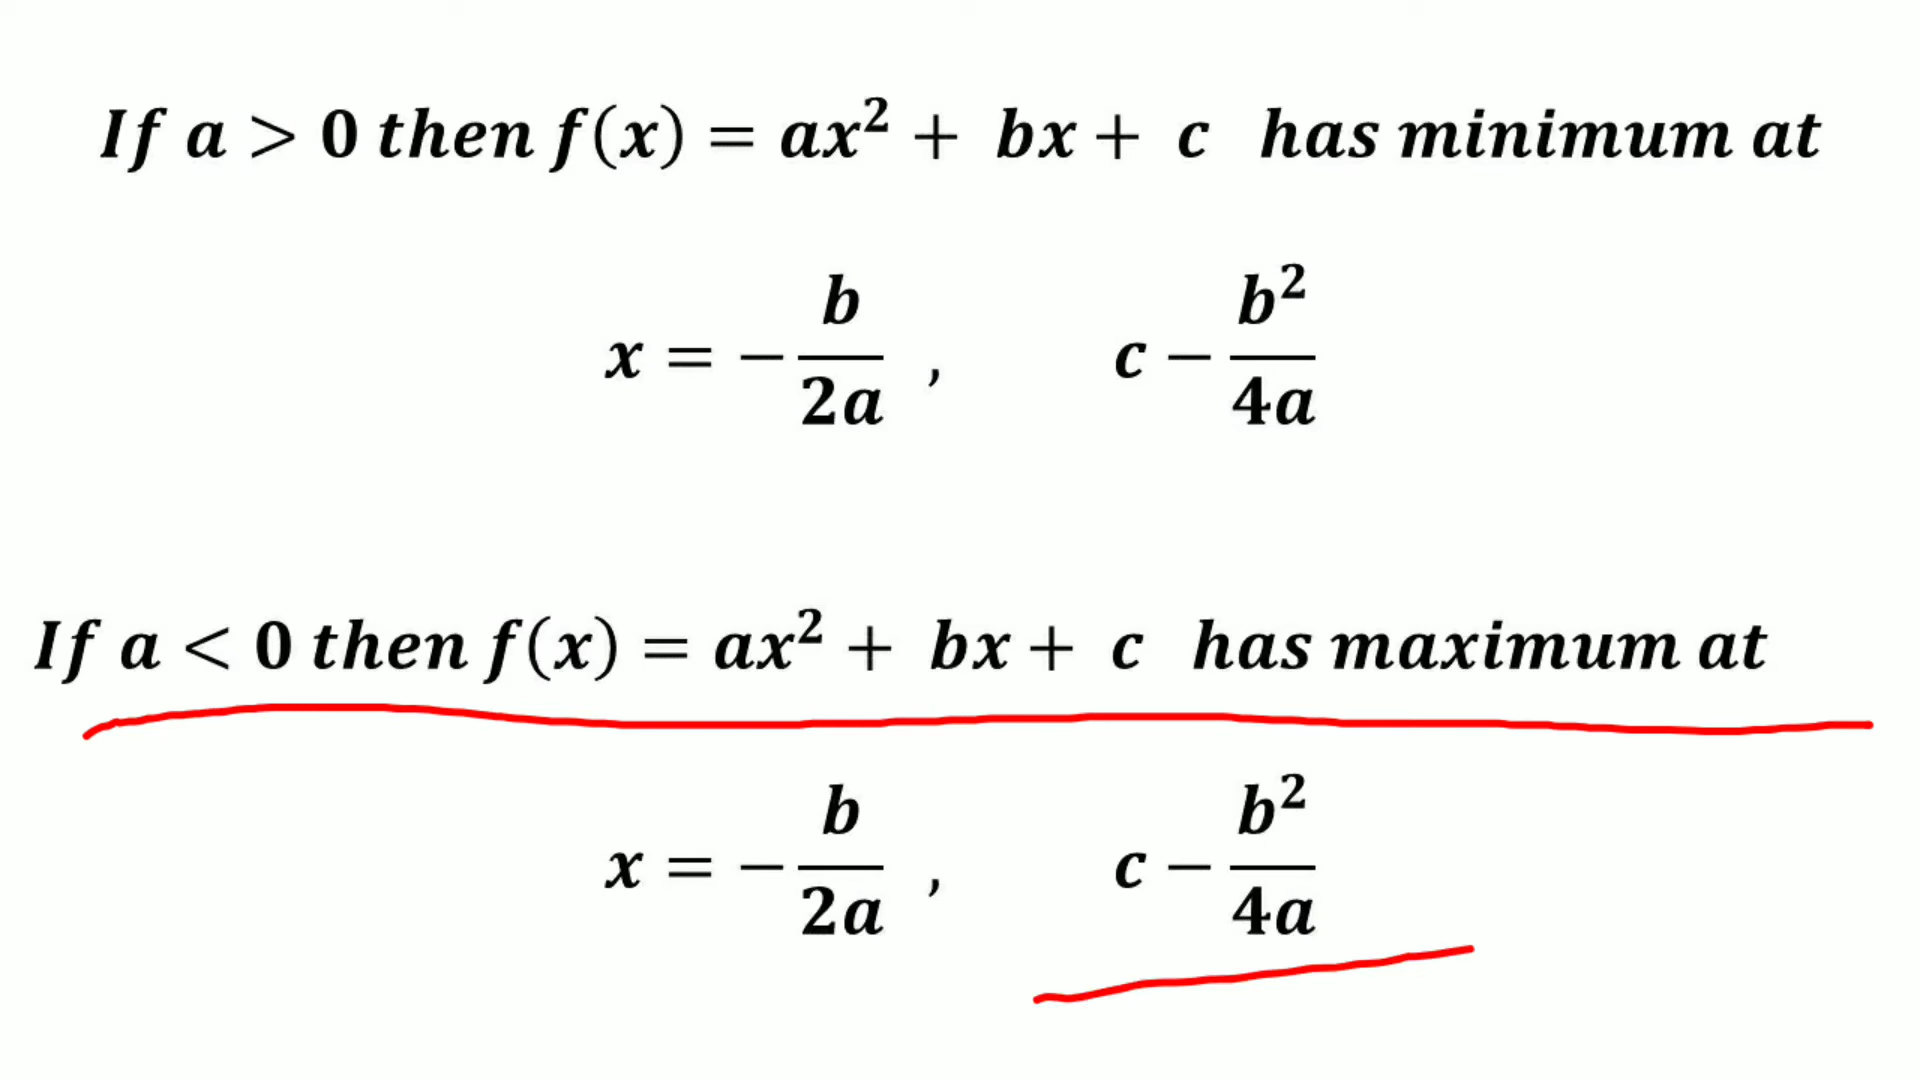 If a > 0 then f(x) = ax² + bx + c has minimum at
x = −b/2a , c − b²/4a
If a < 0 then f(x) = ax² + bx + c has maximum at
x = −b/2a , c − b²/4a